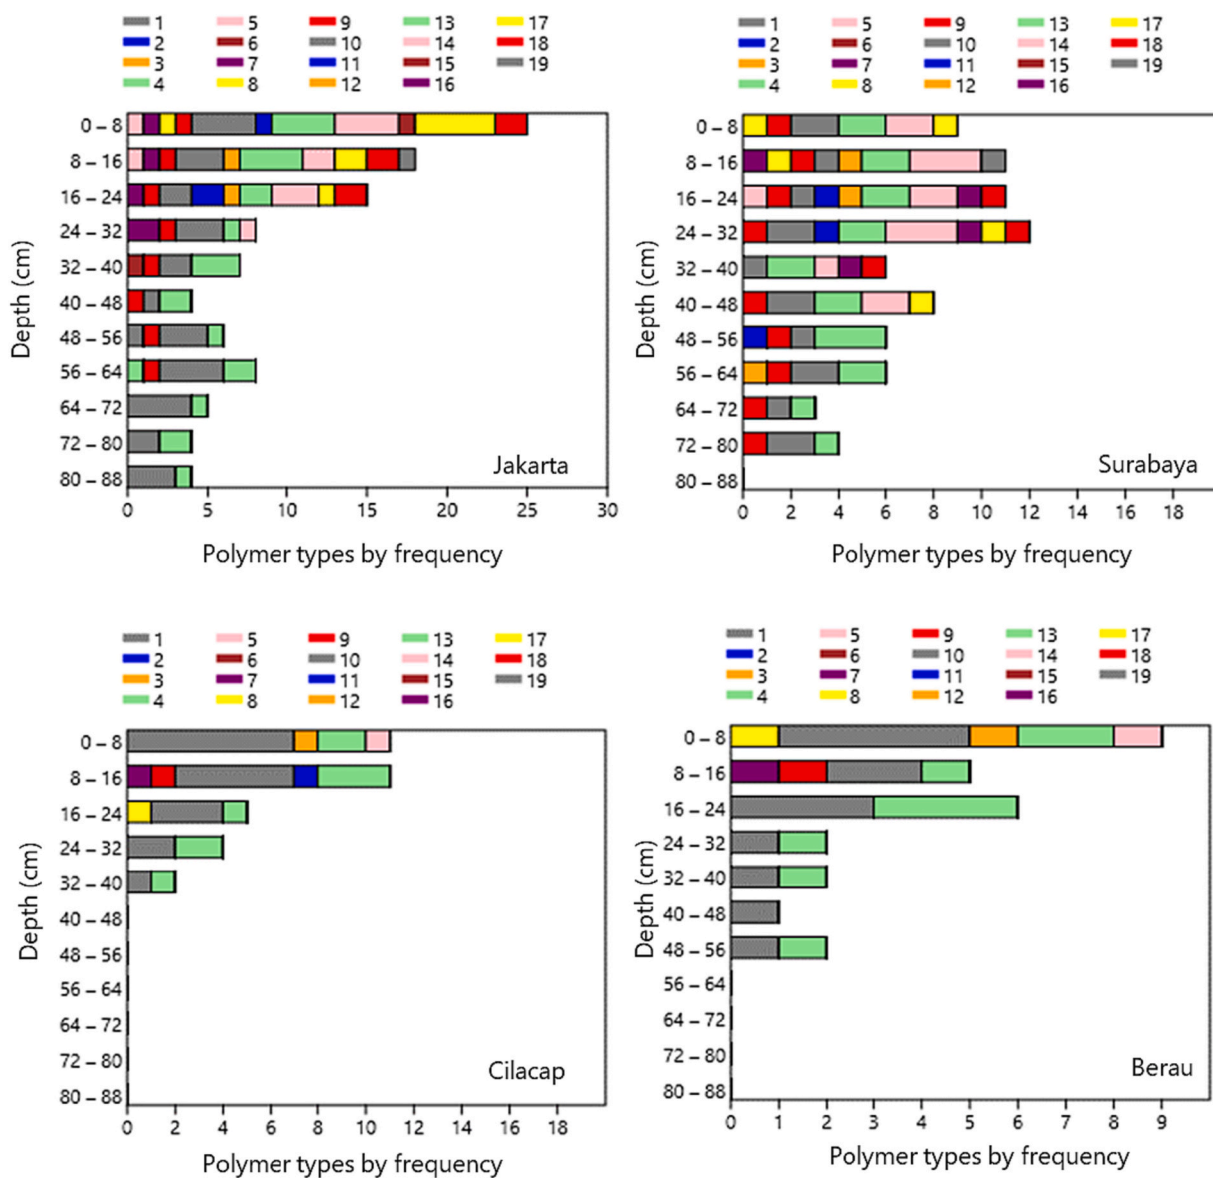 1 5 9 13 17
2 6 10 14 18
3 7 11 15 19
4 8 12 16
Depth (cm)
0 – 8
8 – 16
16 – 24
24 – 32
32 – 40
40 – 48
48 – 56
56 – 64
64 – 72
72 – 80
80 – 88
Jakarta
0 5 10 15 20 25 30
Polymer types by frequency
1 5 9 13 17
2 6 10 14 18
3 7 11 15 19
4 8 12 16
Depth (cm)
0 – 8
8 – 16
16 – 24
24 – 32
32 – 40
40 – 48
48 – 56
56 – 64
64 – 72
72 – 80
80 – 88
Surabaya
0 2 4 6 8 10 12 14 16 18
Polymer types by frequency
1 5 9 13 17
2 6 10 14 18
3 7 11 15 19
4 8 12 16
Depth (cm)
0 – 8
8 – 16
16 – 24
24 – 32
32 – 40
40 – 48
48 – 56
56 – 64
64 – 72
72 – 80
80 – 88
Cilacap
0 2 4 6 8 10 12 14 16 18
Polymer types by frequency
1 5 9 13 17
2 6 10 14 18
3 7 11 15 19
4 8 12 16
Depth (cm)
0 – 8
8 – 16
16 – 24
24 – 32
32 – 40
40 – 48
48 – 56
56 – 64
64 – 72
72 – 80
80 – 88
Berau
0 1 2 3 4 5 6 7 8 9
Polymer types by frequency